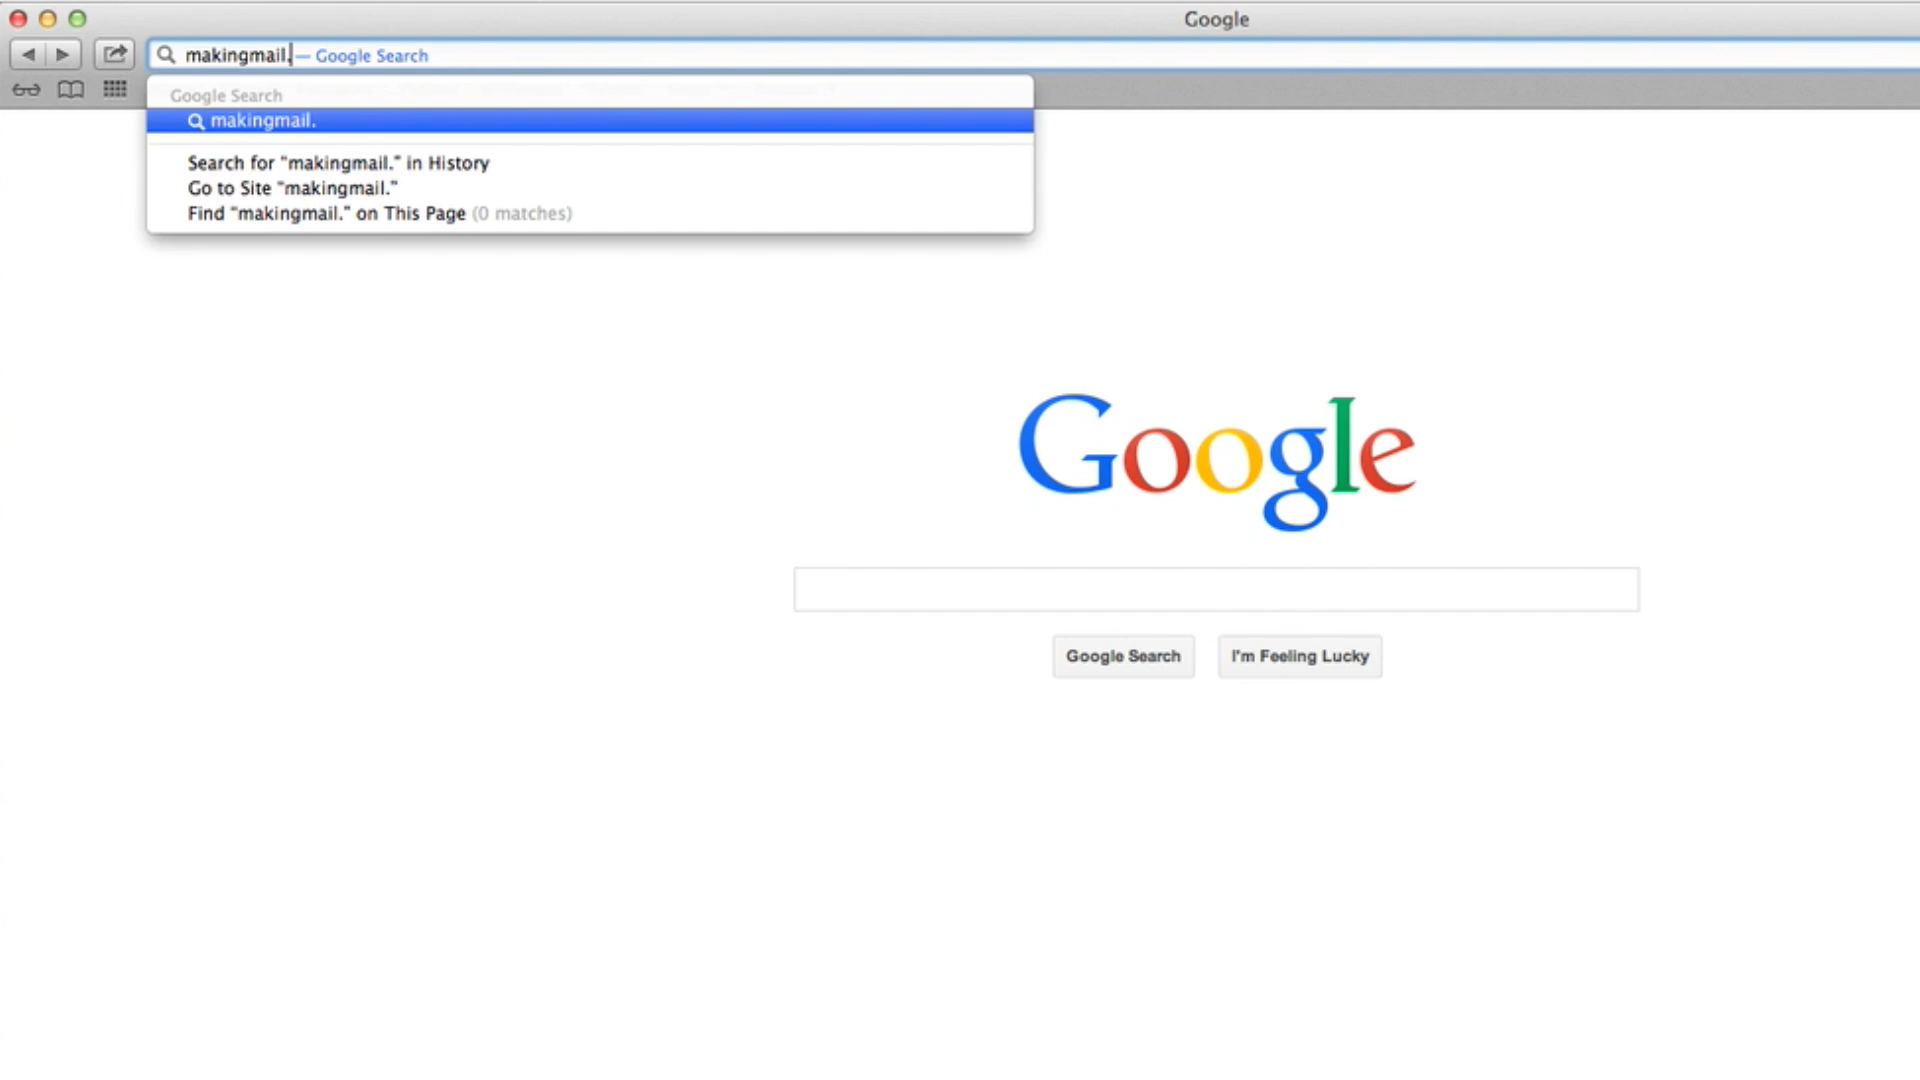 Google
makingmail. — Google Search
Google Search
makingmail.
Search for “makingmail.” in History
Go to Site “makingmail.”
Find “makingmail.” on This Page (0 matches)
Google
Google Search
I'm Feeling Lucky